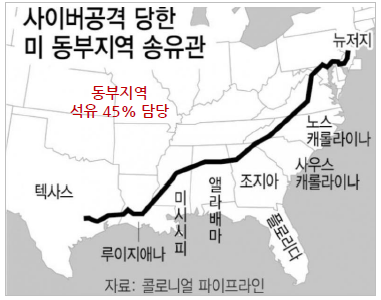 사이버공격 당한
미 동부지역 송유관
동부지역
석유 45% 담당
뉴저지
노스
캐롤라이나
사우스
캐롤라이나
조지아
앨라배마
미시시피
텍사스
루이지애나
플로리다
자료: 콜로니얼 파이프라인